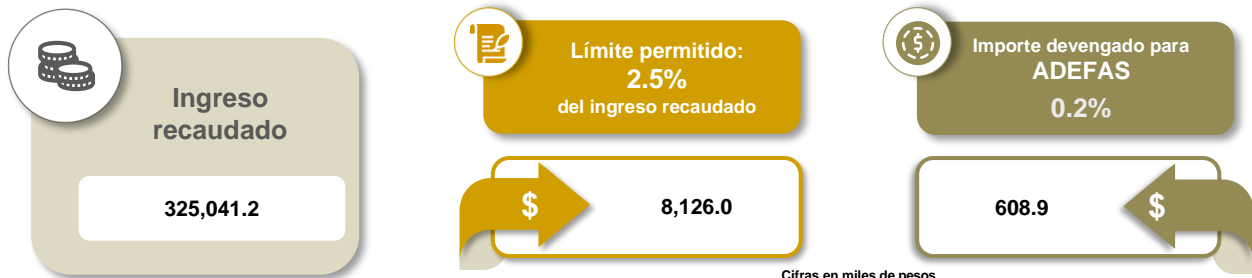 Ingreso
recaudado
325,041.2
Límite permitido:
2.5%
del ingreso recaudado
$
8,126.0
Importe devengado para
ADEFAS
0.2%
608.9
$
Cifras en miles de pesos